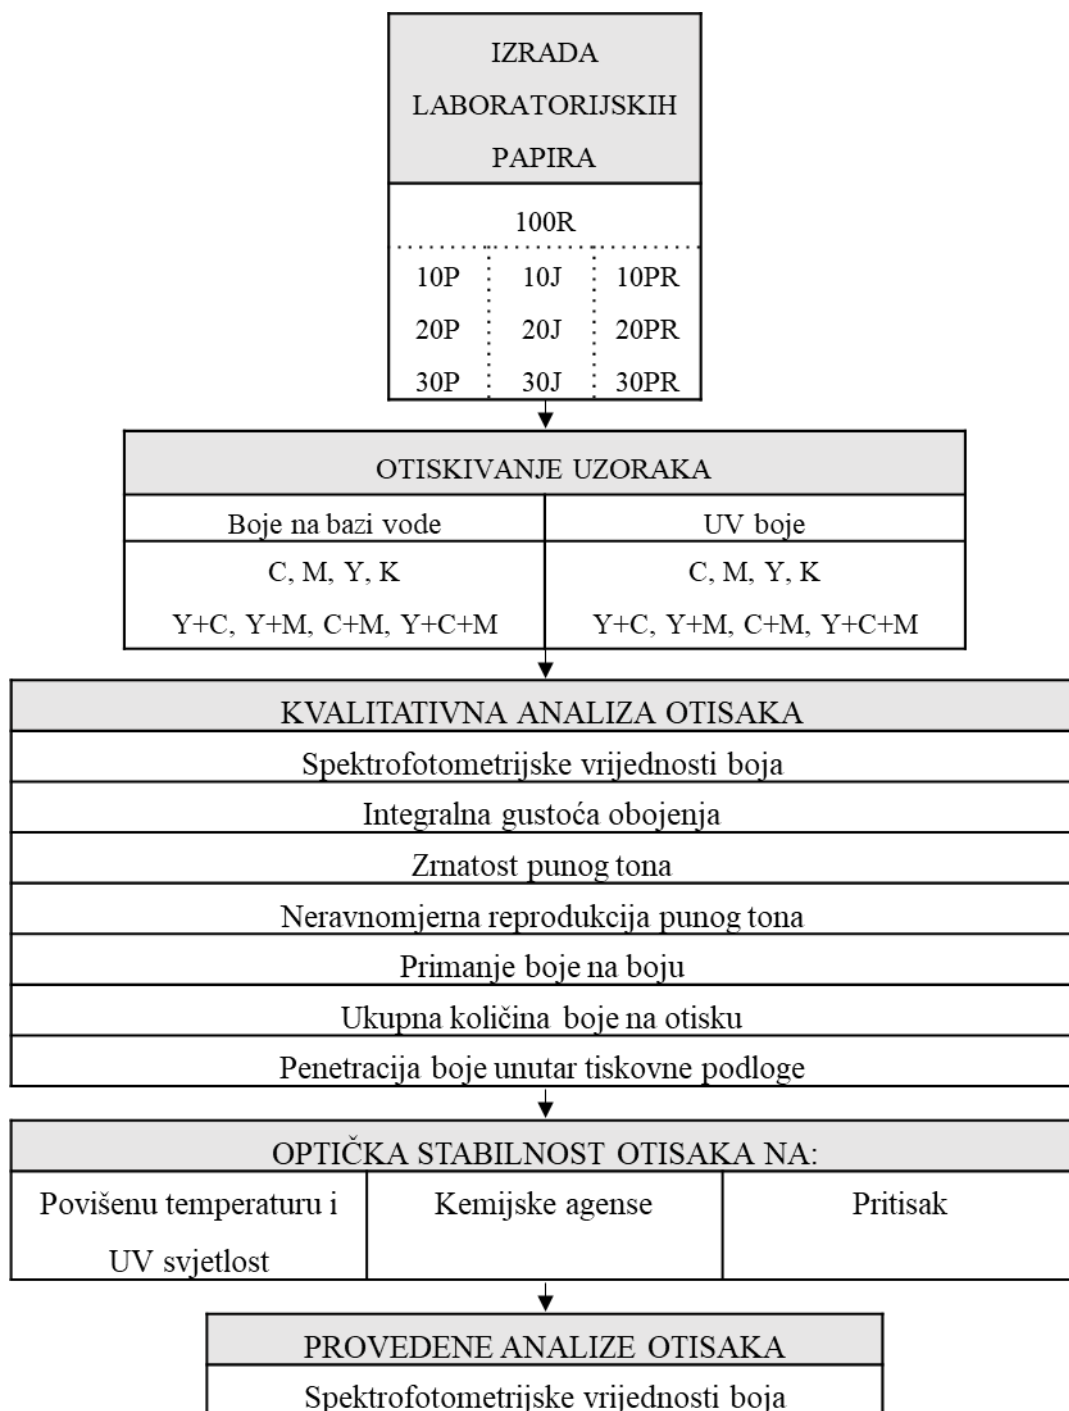 IZRADA
LABORATORIJSKIH
PAPIRA
100R
10P 10J 10PR
20P 20J 20PR
30P 30J 30PR
OTISKIVANJE UZORAKA
Boje na bazi vode UV boje
C, M, Y, K C, M, Y, K
Y+C, Y+M, C+M, Y+C+M Y+C, Y+M, C+M, Y+C+M
KVALITATIVNA ANALIZA OTISAKA
Spektrofotometrijske vrijednosti boja
Integralna gustoća obojenja
Zrnatost punog tona
Neravnomjerna reprodukcija punog tona
Primanje boje na boju
Ukupna količina boje na otisku
Penetracija boje unutar tiskovne podloge
OPTIČKA STABILNOST OTISAKA NA:
Povišenu temperaturu i Kemijske agense Pritisak
UV svjetlost
PROVEDENE ANALIZE OTISAKA
Spektrofotometrijske vrijednosti boja